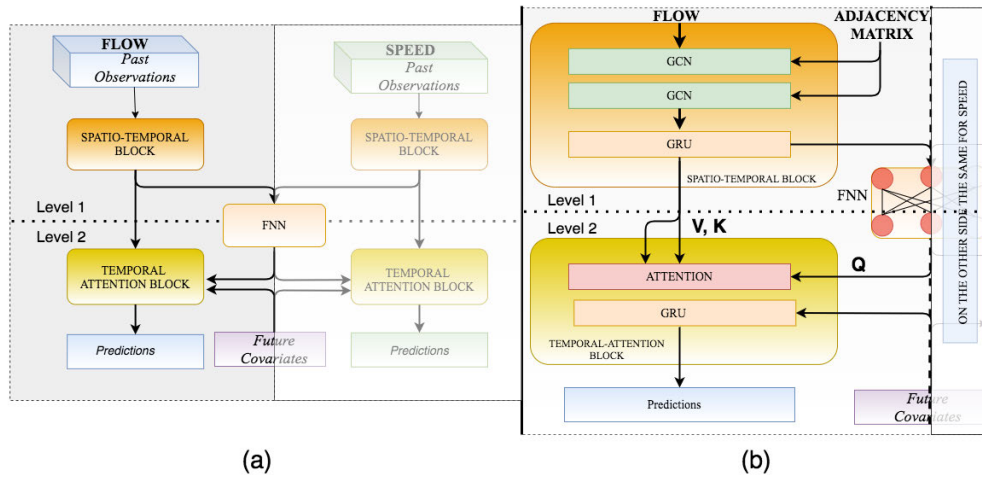 FLOW
Past
Observations
SPEED
Past
Observations
SPATIO-TEMPORAL
BLOCK
SPATIO-TEMPORAL
BLOCK
Level 1
FNN
Level 2
TEMPORAL
ATTENTION BLOCK
TEMPORAL
ATTENTION BLOCK
Predictions
Future
Covariates
Predictions
(a)
FLOW
ADJACENCY
MATRIX
GCN
GCN
GRU
SPATIO-TEMPORAL BLOCK
FNN
Level 1
Level 2
V, K
ATTENTION
Q
GRU
TEMPORAL-ATTENTION
BLOCK
Predictions
Future
Covariates
ON THE OTHER SIDE THE SAME FOR SPEED
(b)